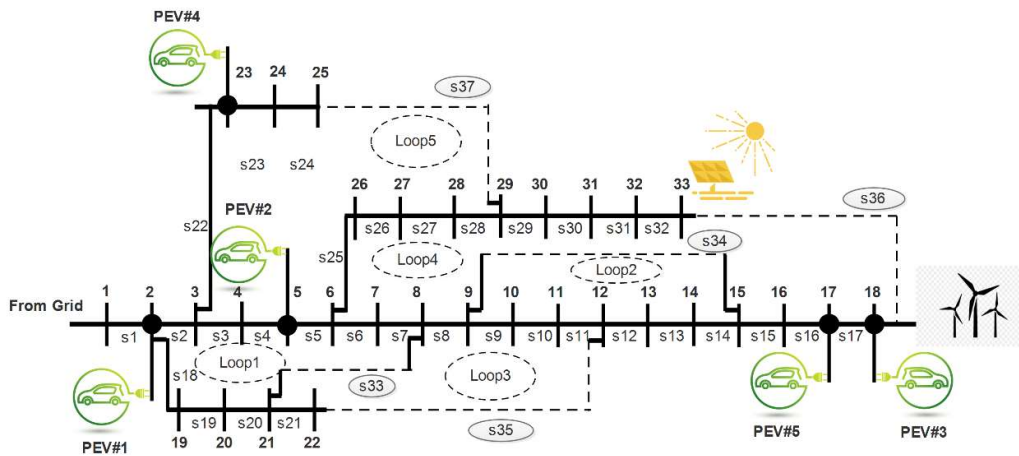 PEV#4
23 24 25
s37
Loop5
s23 s24
26 27 28 29 30 31 32 33
s36
PEV#2
s22
s26 s27 s28 s29 s30 s31 s32
s34
s25
Loop4
Loop2
From Grid
1 2 3 4 5 6 7 8 9 10 11 12 13 14 15 16 17 18
s1 s2 s3 s4 s5 s6 s7 s8 s9 s10 s11 s12 s13 s14 s15 s16 s17
Loop1
s18
s33
Loop3
s19 s20 s21
s35
PEV#1
19 20 21 22
PEV#5
PEV#3